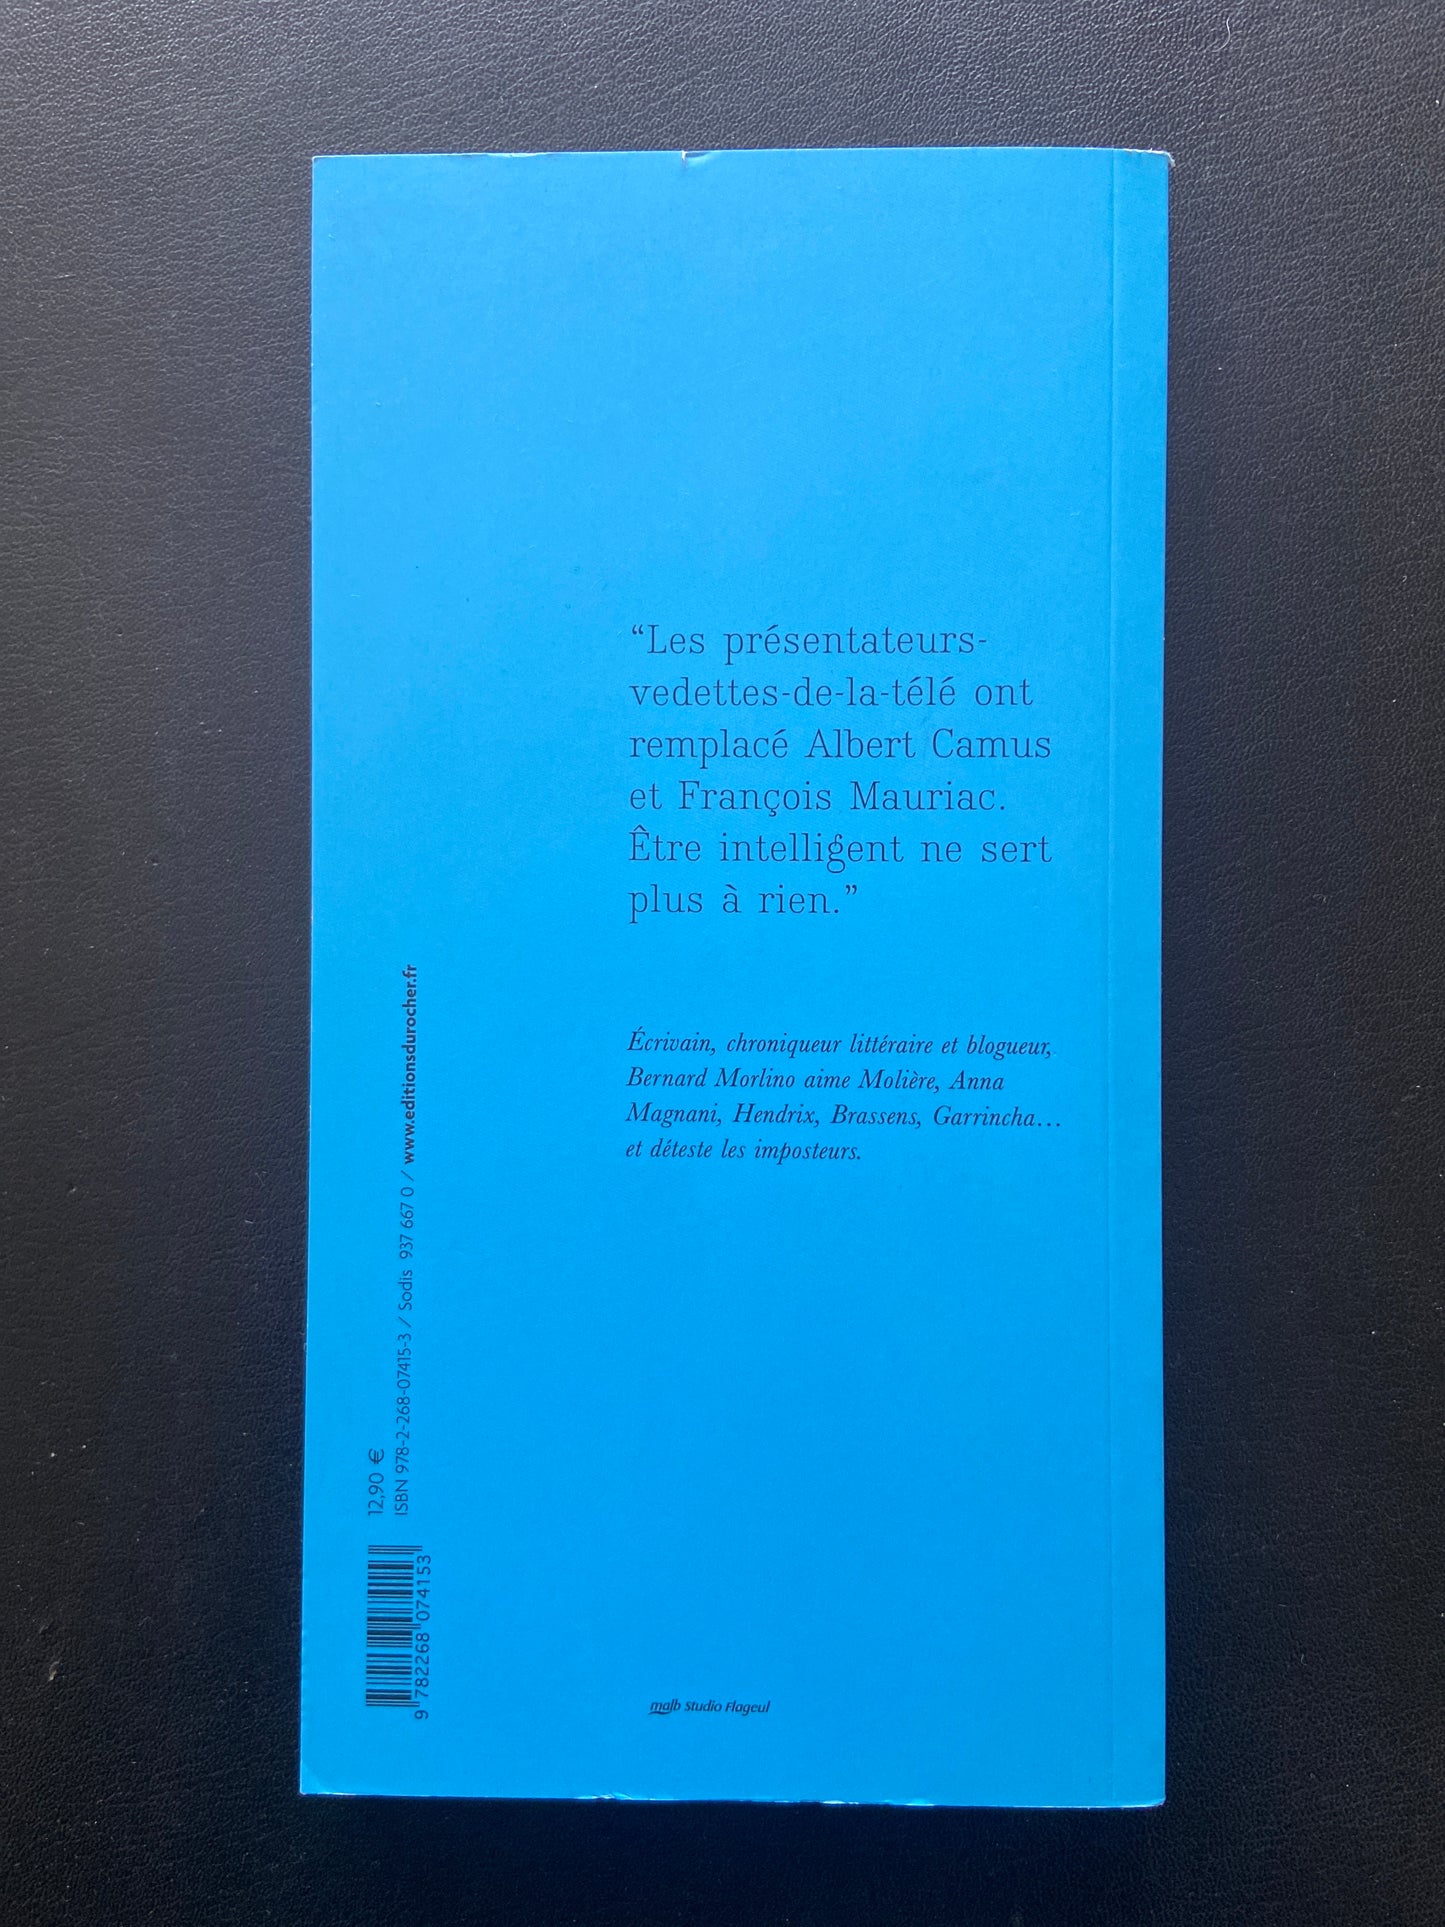 “Les présentateurs-
vedettes-de-la-télé ont
remplacé Albert Camus
et François Mauriac.
Être intelligent ne sert
plus à rien.”
Écrivain, chroniqueur littéraire et blogueur,
Bernard Morlino aime Molière, Anna
Magnani, Hendrix, Brassens, Garrincha…
et déteste les imposteurs.
12,90 €
ISBN 978-2-268-07415-3 / Sodis 937 667 0 / www.editionsdurocher.fr
9 782268 074153
malb Studio Flageul